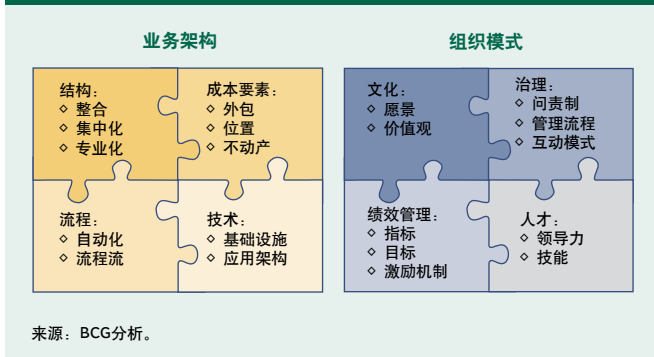 业务架构
结构：
◇ 整合
◇ 集中化
◇ 专业化
成本要素：
◇ 外包
◇ 位置
◇ 不动产
流程：
◇ 自动化
◇ 流程流
技术：
◇ 基础设施
◇ 应用架构
组织模式
文化：
◇ 愿景
◇ 价值观
治理：
◇ 问责制
◇ 管理流程
◇ 互动模式
绩效管理：
◇ 指标
◇ 目标
◇ 激励机制
人才：
◇ 领导力
◇ 技能
来源：BCG分析。